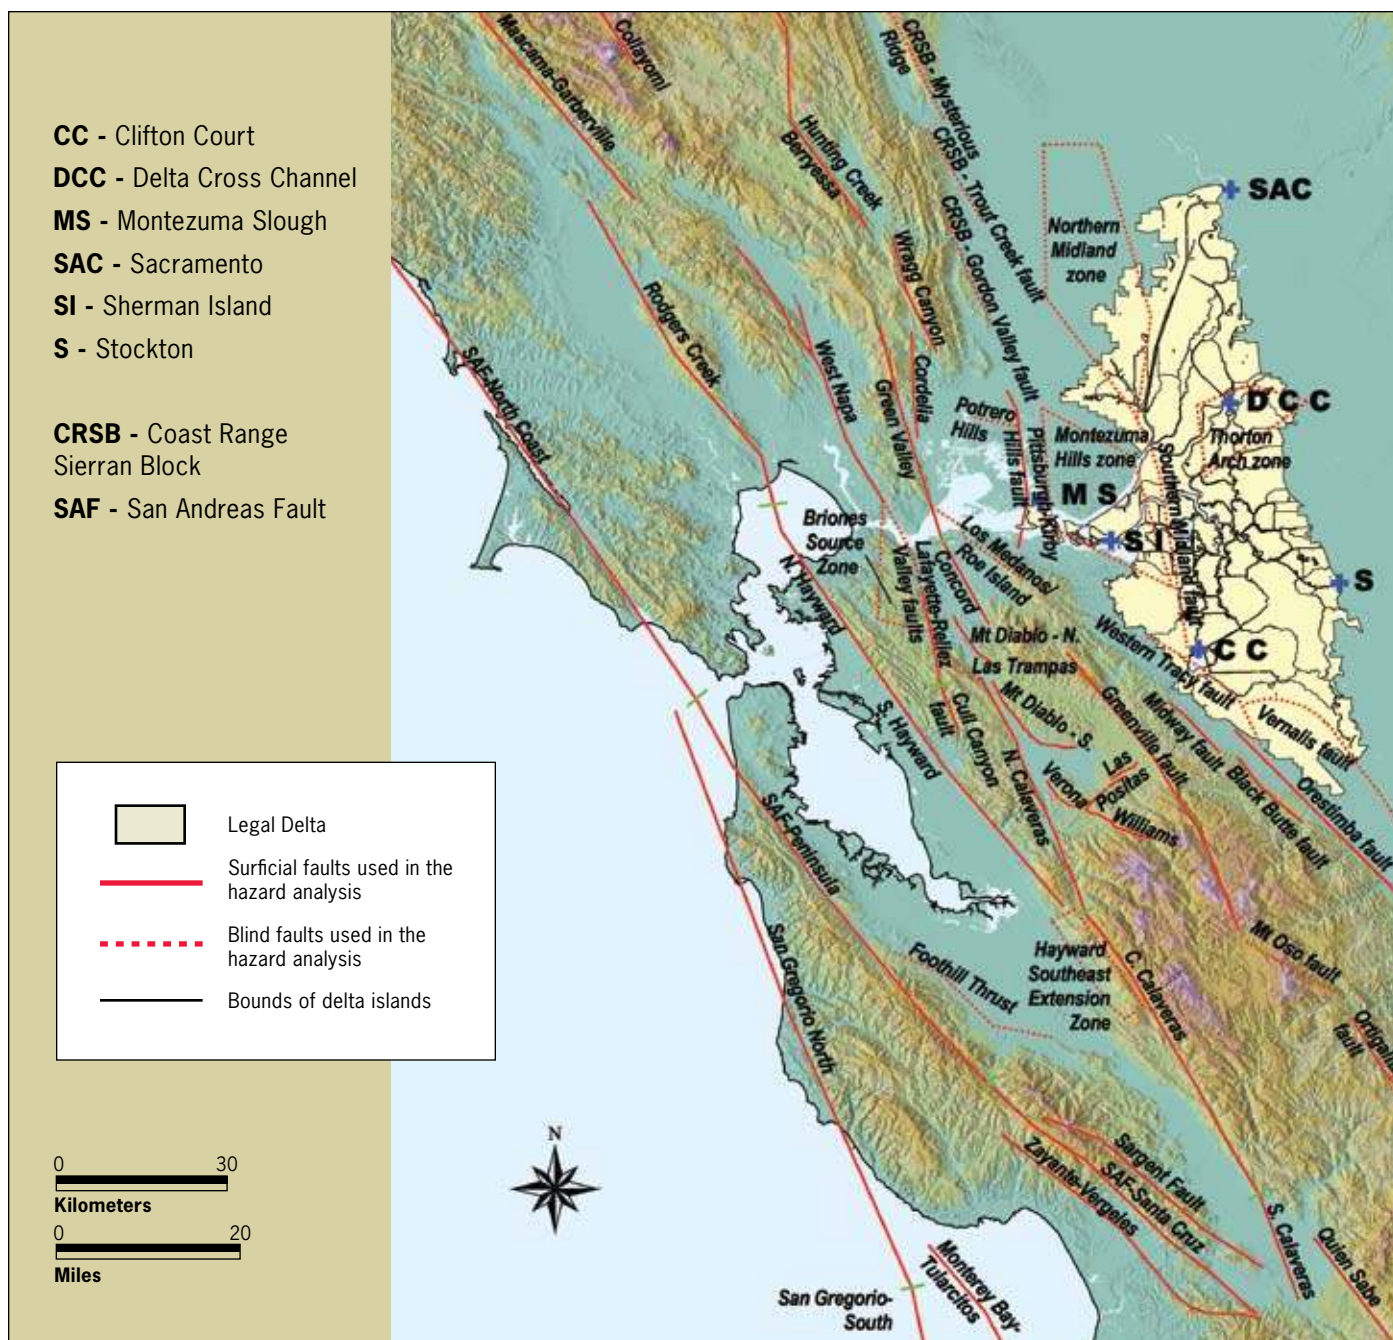 CC - Clifton Court
DCC - Delta Cross Channel
MS - Montezuma Slough
SAC - Sacramento
SI - Sherman Island
S - Stockton
CRSB - Coast Range
Sierran Block
SAF - San Andreas Fault
Legal Delta
Surficial faults used in the
hazard analysis
Blind faults used in the
hazard analysis
Bounds of delta islands
0 30
Kilometers
0 20
Miles
N
Maacama-Garberville
Collayomi
Hunting Creek
Berryessa
CRSB - Mysterious
Ridge
CRSB - Trout Creek fault
CRSB - Gordon Valley fault
Wragg Canyon
Northern
Midland
zone
SAC
Rodgers Creek
SAF-North Coast
West Napa
Green Valley
Cordelia
Potrero
Hills
Hills fault
Pittsburgh-Kirby
Montezuma
Hills zone
D C C
Thorton
Arch zone
Southern Midland fault
M S
S I
S
C C
Briones
Source
Zone
Valley faults
Lafayette-Reliez
fault
Concord
Los Medanos/
Roe Island
N. Hayward
S. Hayward
Mt Diablo - N.
Las Trampas
Mt Diablo - S.
Cull Canyon
N. Calaveras
Western Tracy fault
Vernalis fault
Midway fault
Greenville fault
Black Butte fault
Orestimba fault
Las
Positas
Verona
Williams
SAF-Peninsula
San Gregorio North
Foothill Thrust
Hayward
Southeast
Extension
Zone
C. Calaveras
Mt Oso fault
Ortigalita
fault
Sargent Fault
SAF-Santa Cruz
Zayante-Vergeles
S. Calaveras
Quien Sabe
Monterey Bay-
Tularcitos
San Gregorio-
South